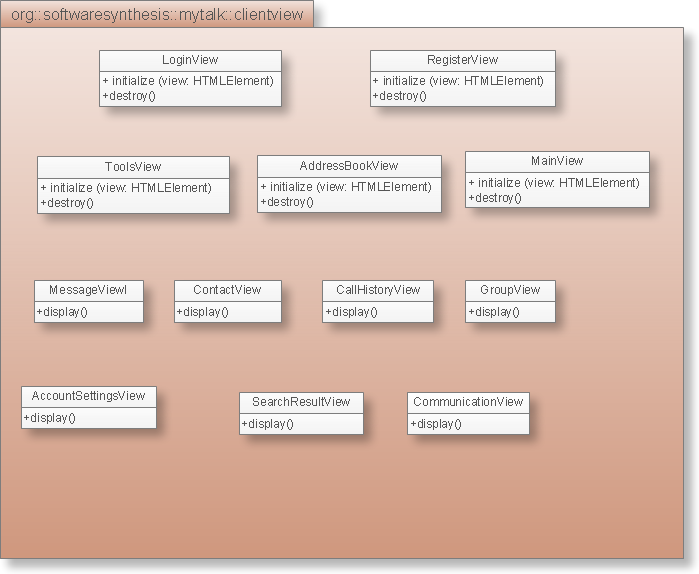 org::softwaresynthesis::mytalk::clientview
LoginView
+ initialize (view: HTMLElement)
+destroy()
RegisterView
+ initialize (view: HTMLElement)
+destroy()
ToolsView
+ initialize (view: HTMLElement)
+destroy()
AddressBookView
+ initialize (view: HTMLElement)
+destroy()
MainView
+ initialize (view: HTMLElement)
+destroy()
MessageViewI
+display()
ContactView
+display()
CallHistoryView
+display()
GroupView
+display()
AccountSettingsView
+display()
SearchResultView
+display()
CommunicationView
+display()